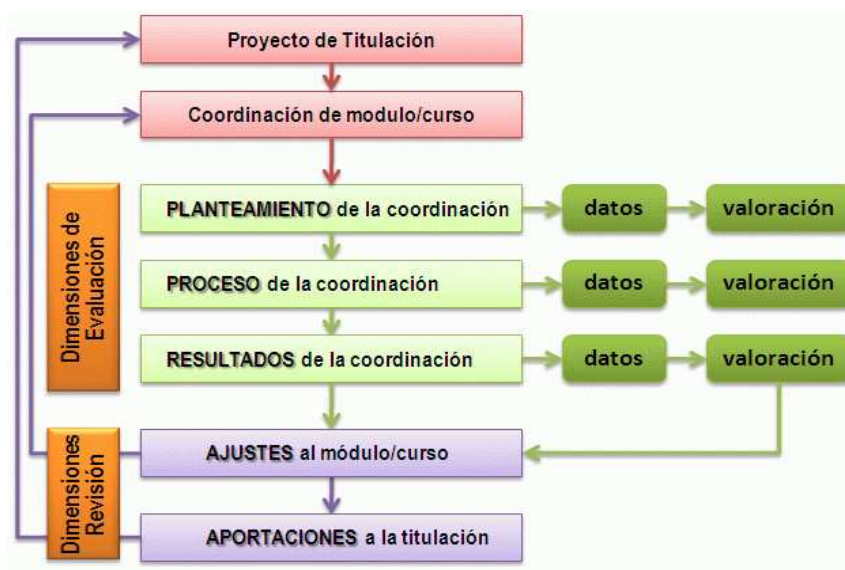 Proyecto de Titulación
Coordinación de modulo/curso
Dimensiones de
Evaluación
PLANTEAMIENTO de la coordinación
datos
valoración
PROCESO de la coordinación
datos
valoración
RESULTADOS de la coordinación
datos
valoración
Dimensiones
Revisión
AJUSTES al módulo/curso
APORTACIONES a la titulación